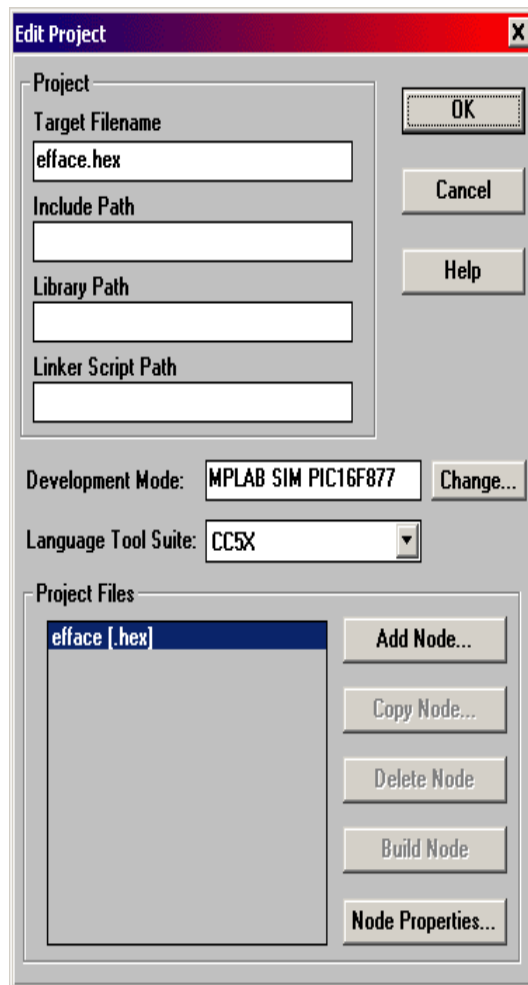 Edit Project
Project
Target Filename
efface.hex
Include Path
Library Path
Linker Script Path
OK
Cancel
Help
Development Mode: MPLAB SIM PIC16F877 Change...
Language Tool Suite: CC5X
Project Files
efface [.hex]
Add Node...
Copy Node...
Delete Node
Build Node
Node Properties...